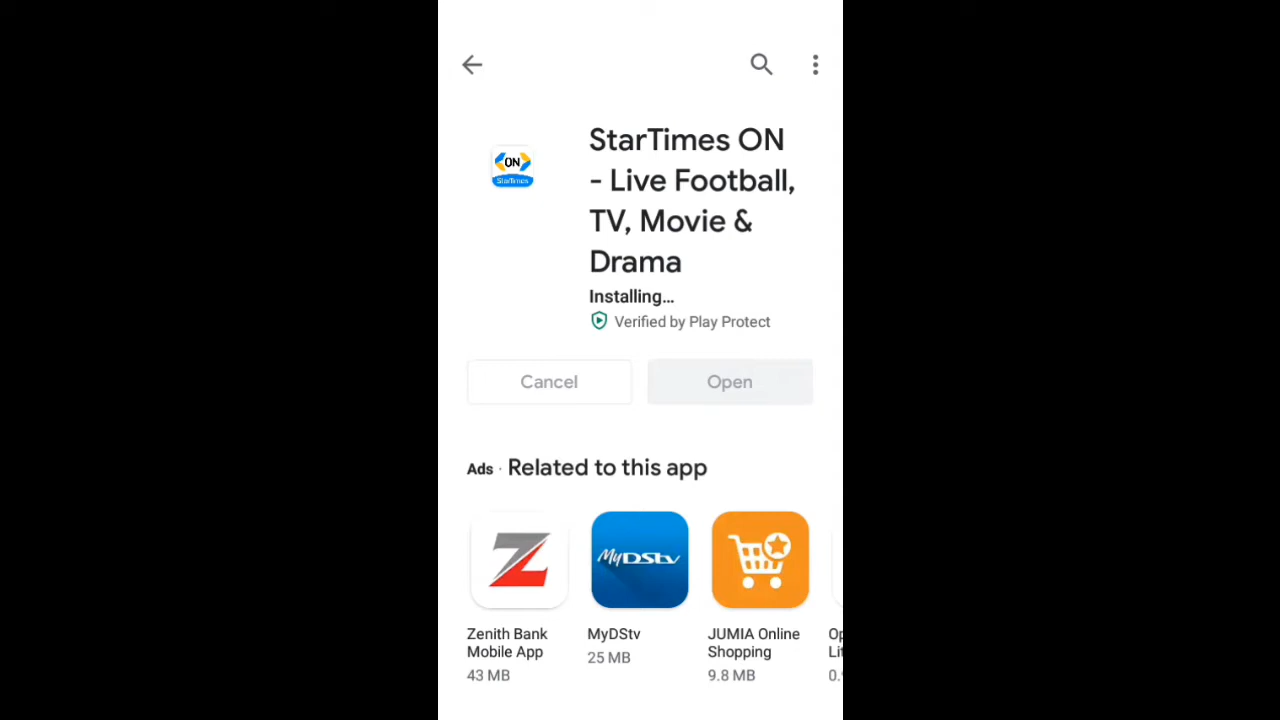 StarTimes ON
- Live Football,
TV, Movie &
Drama
Installing...
Verified by Play Protect
ON
StarTimes
Cancel
Open
Ads · Related to this app
Z
MyDStv
Zenith Bank
Mobile App
43 MB
MyDStv
25 MB
JUMIA Online
Shopping
9.8 MB